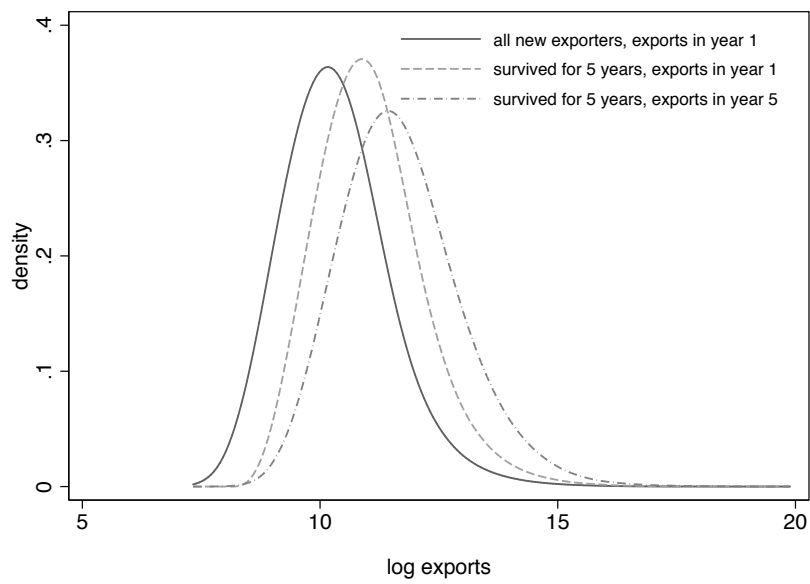 .4
.3
.2
.1
0
density
all new exporters, exports in year 1
survived for 5 years, exports in year 1
survived for 5 years, exports in year 5
5 10 15 20
log exports